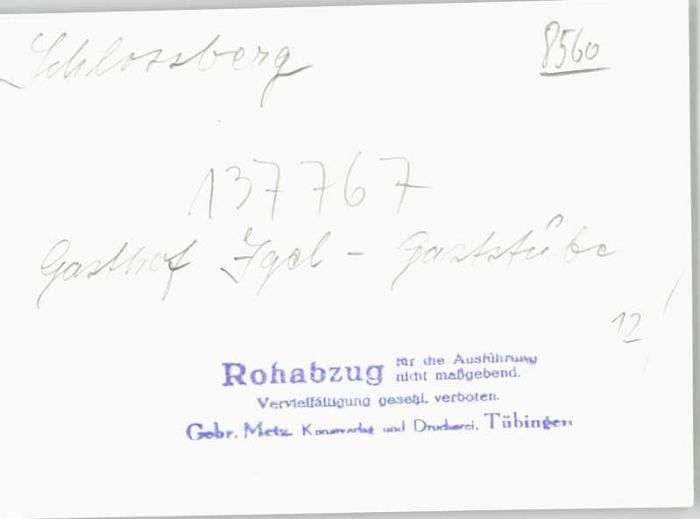 Schlossberg 8560
137767
Gasthof Igel - Gaststube
12
Rohabzug für die Ausführung
nicht maßgebend.
Vervielfältigung gesetzl. verboten.
Gebr. Metz Kunstverlag und Druckerei, Tübingen